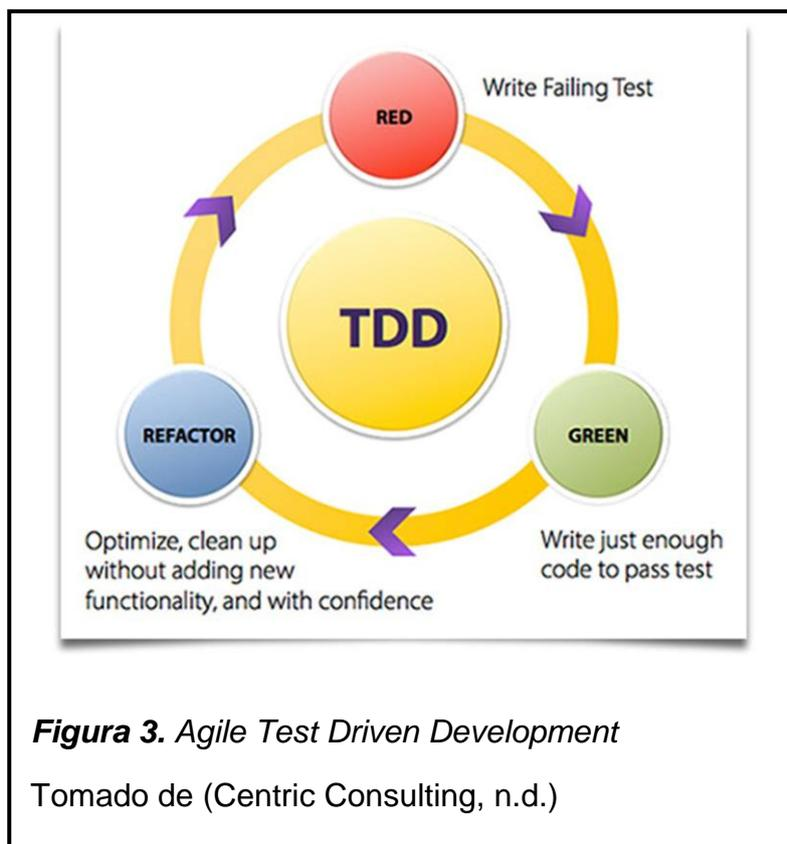 RED
Write Failing Test
TDD
REFACTOR
GREEN
Optimize, clean up
without adding new
functionality, and with confidence
Write just enough
code to pass test
Figura 3. Agile Test Driven Development
Tomado de (Centric Consulting, n.d.)